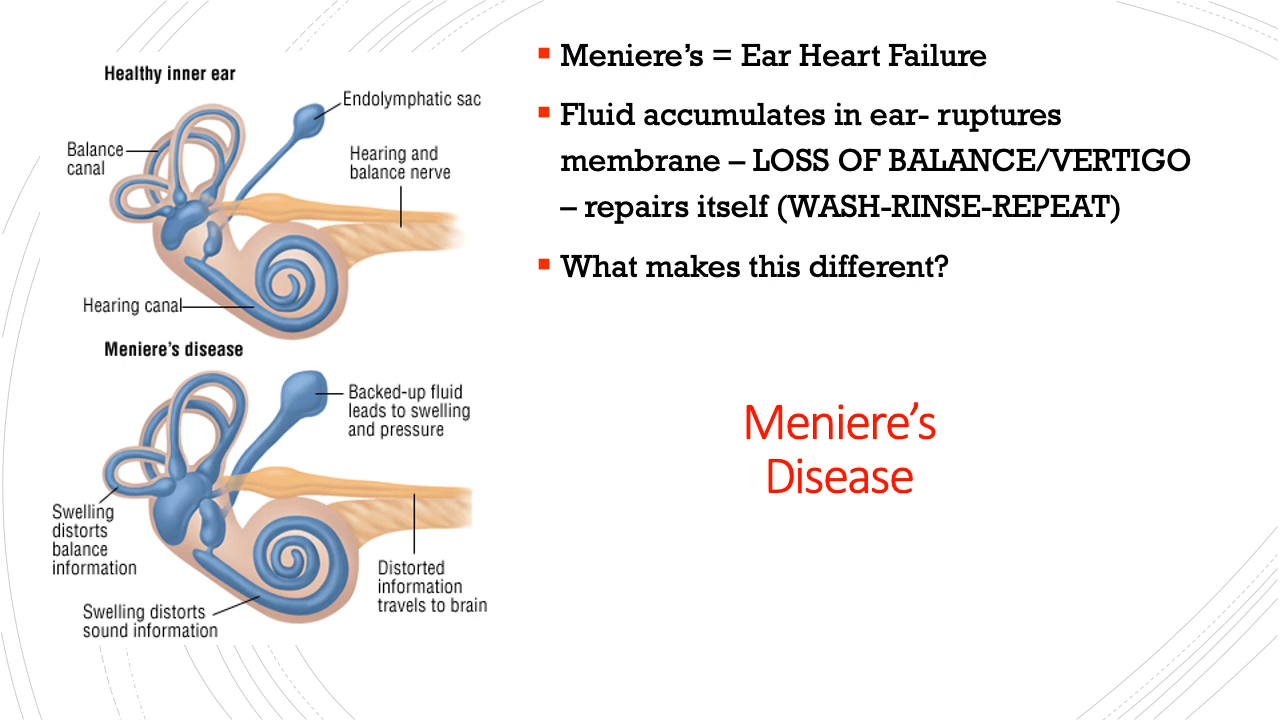 Healthy inner ear
Endolymphatic sac
Balance
canal
Hearing and
balance nerve
Hearing canal
Meniere's disease
Backed-up fluid
leads to swelling
and pressure
Swelling
distorts
balance
information
Distorted
information
travels to brain
Swelling distorts
sound information
▪ Meniere's = Ear Heart Failure
▪ Fluid accumulates in ear- ruptures
membrane – LOSS OF BALANCE/VERTIGO
– repairs itself (WASH-RINSE-REPEAT)
▪ What makes this different?
Meniere's
Disease